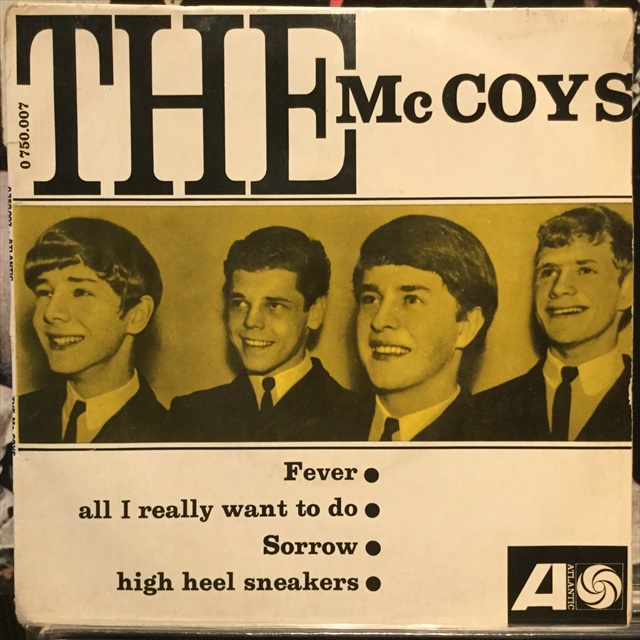 THE
McCOYS
0 750.007
Fever
all I really want to do
Sorrow
high heel sneakers
A
ATLANTIC